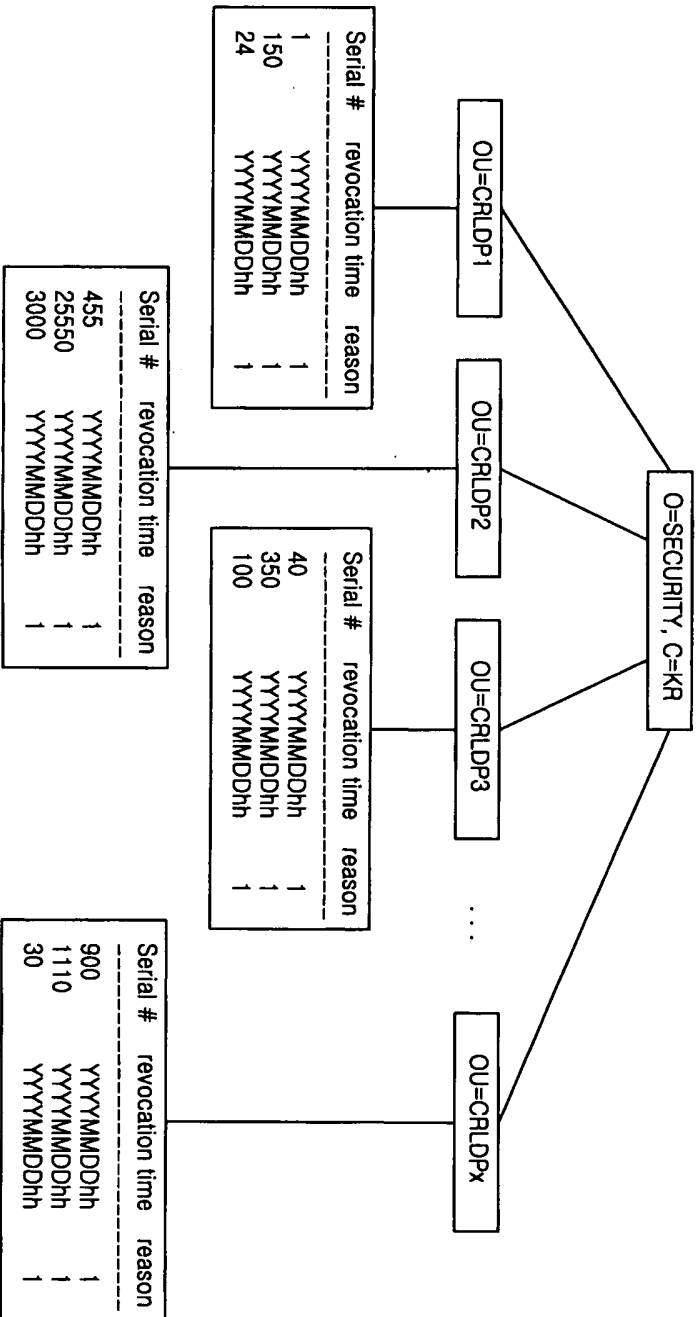 O=SECURITY, C=KR
OU=CRLDP1
OU=CRLDP2
OU=CRLDP3
...
OU=CRLDPx
Serial # revocation time reason
1 YYYYMMDDhh 1
150 YYYYMMDDhh 1
24 YYYYMMDDhh 1
Serial # revocation time reason
455 YYYYMMDDhh 1
25550 YYYYMMDDhh 1
3000 YYYYMMDDhh 1
Serial # revocation time reason
40 YYYYMMDDhh 1
350 YYYYMMDDhh 1
100 YYYYMMDDhh 1
Serial # revocation time reason
900 YYYYMMDDhh 1
1110 YYYYMMDDhh 1
30 YYYYMMDDhh 1